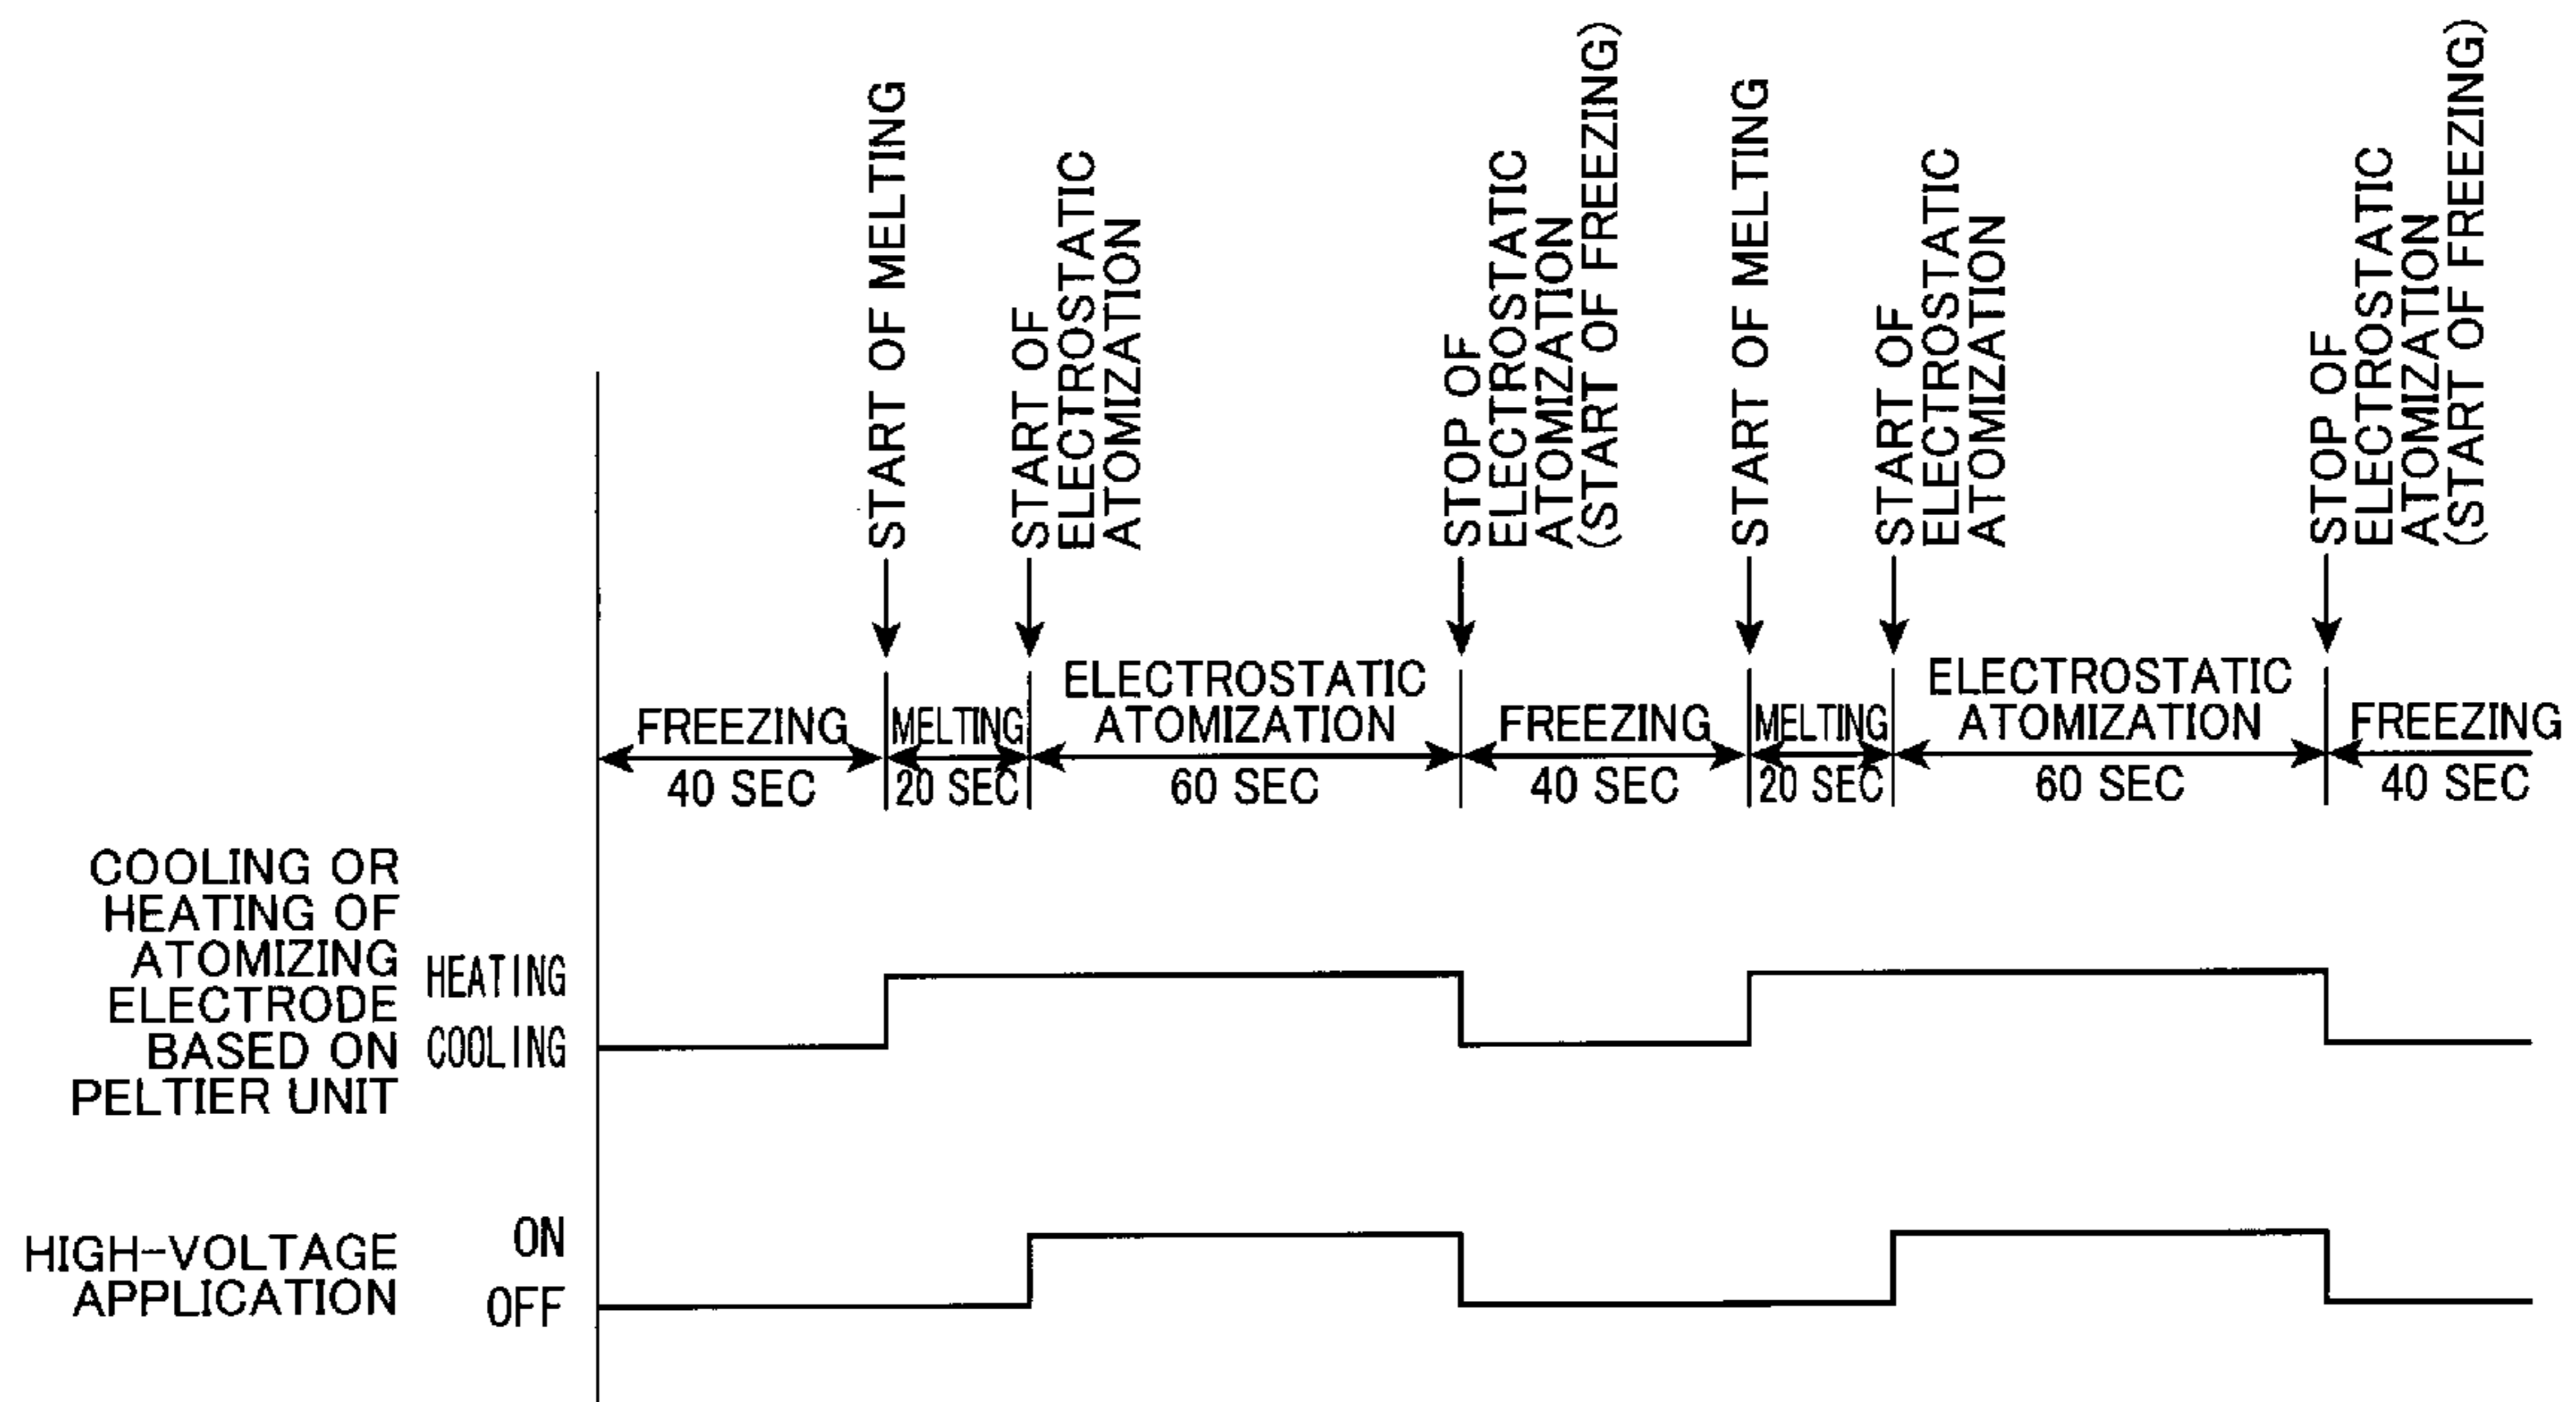 START OF MELTING
START OF
ELECTROSTATIC
ATOMIZATION
STOP OF
ELECTROSTATIC
ATOMIZATION
(START OF FREEZING)
START OF MELTING
START OF
ELECTROSTATIC
ATOMIZATION
STOP OF
ELECTROSTATIC
ATOMIZATION
(START OF FREEZING)
FREEZING
40 SEC
MELTING
20 SEC
ELECTROSTATIC
ATOMIZATION
60 SEC
FREEZING
40 SEC
MELTING
20 SEC
ELECTROSTATIC
ATOMIZATION
60 SEC
FREEZING
40 SEC
COOLING OR
HEATING OF
ATOMIZING
ELECTRODE
BASED ON
PELTIER UNIT
HEATING
COOLING
HIGH-VOLTAGE
APPLICATION
ON
OFF